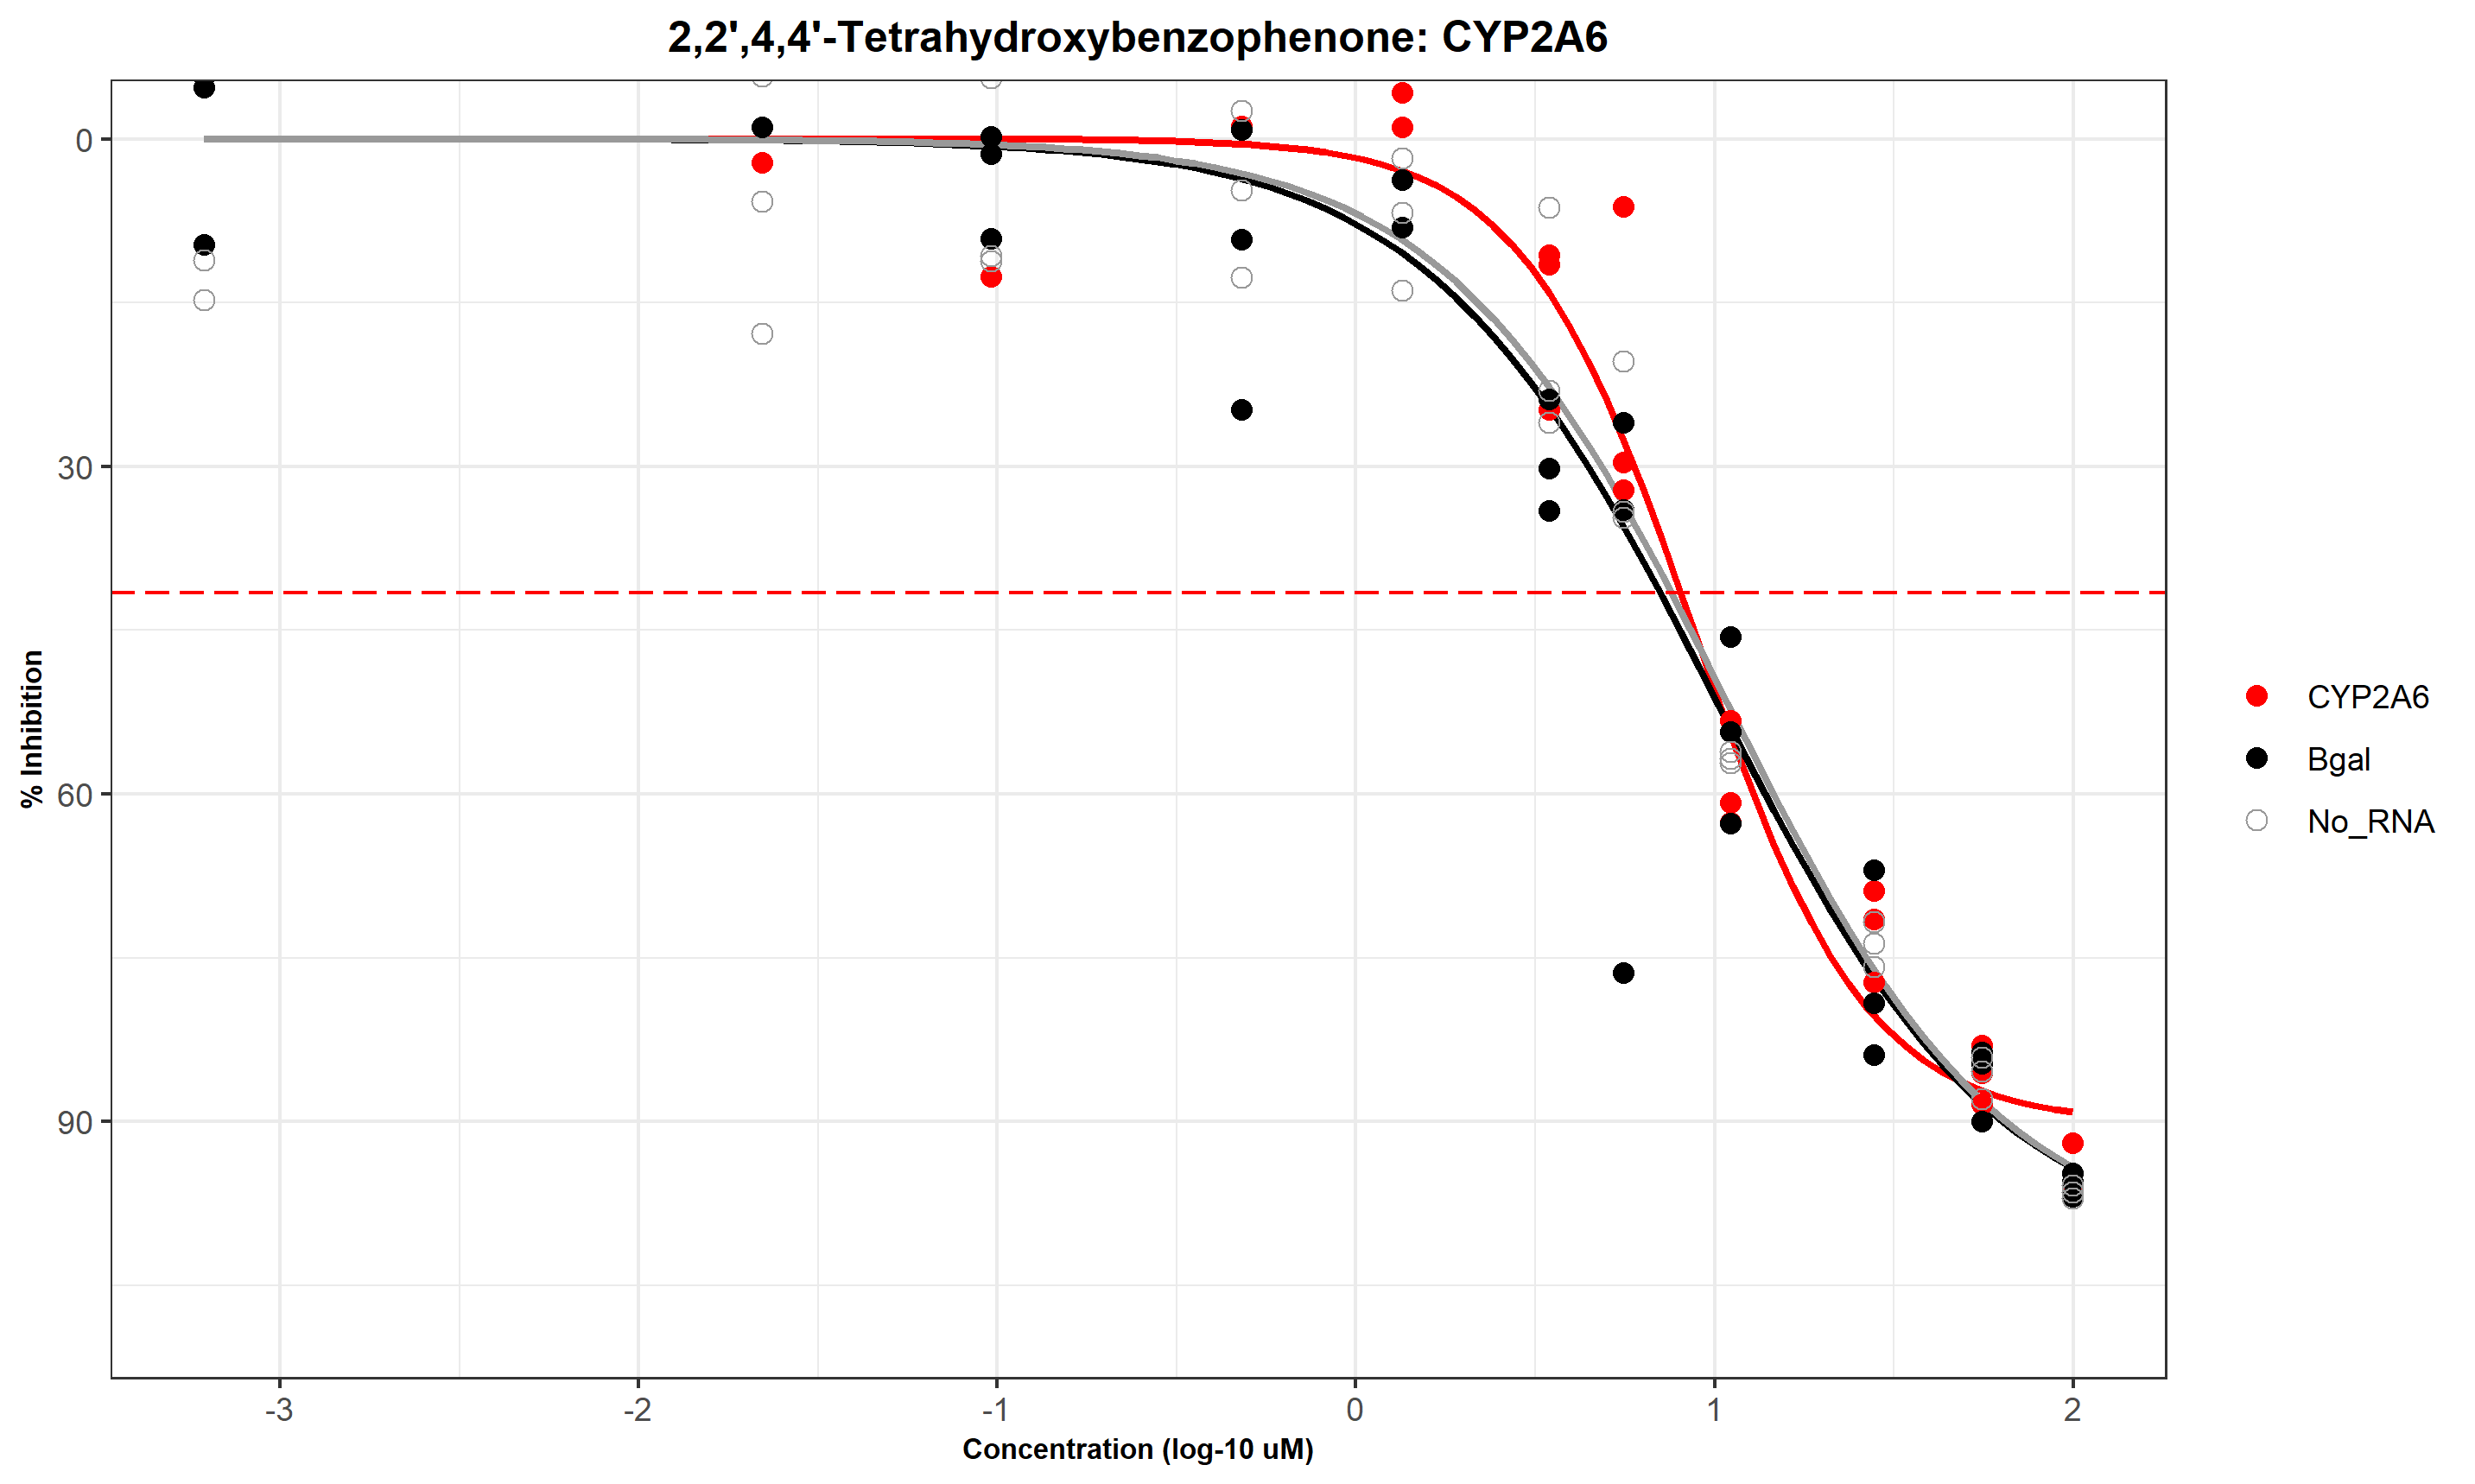 2,2',4,4'-Tetrahydroxybenzophenone: CYP2A6
% Inhibition
0
30
60
90
-3
-2
-1
0
1
2
Concentration (log-10 uM)
CYP2A6
Bgal
No_RNA